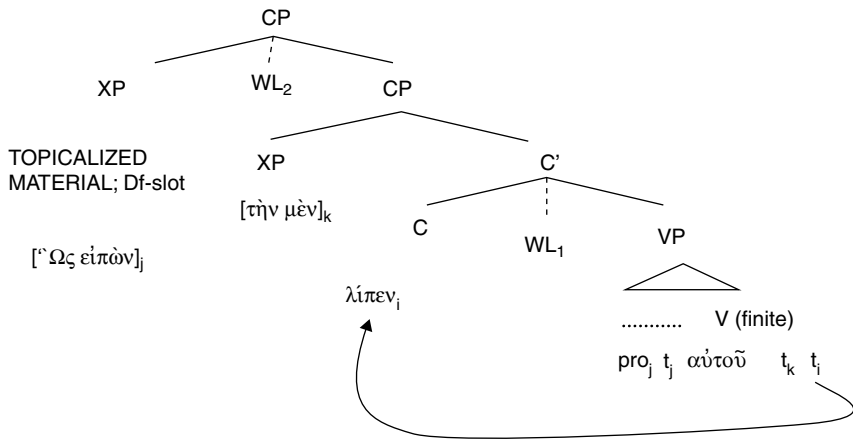 CP
XP WL2 CP
TOPICALIZED
MATERIAL; Df-slot
XP C'
[τὴν μὲν]k
C WL1 VP
[‘`Ως εἰπὼν]j
λίπενi
........... V (finite)
proj tj αὐτοῦ tk ti